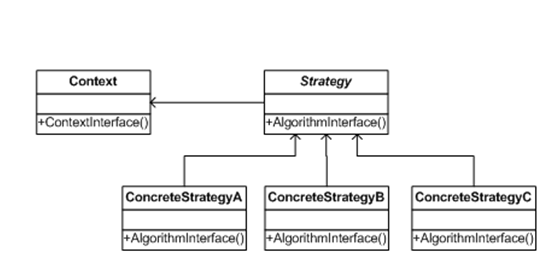 Context
Strategy
+ContextInterface()
+AlgorithmInterface()
ConcreteStrategyA
ConcreteStrategyB
ConcreteStrategyC
+AlgorithmInterface()
+AlgorithmInterface()
+AlgorithmInterface()